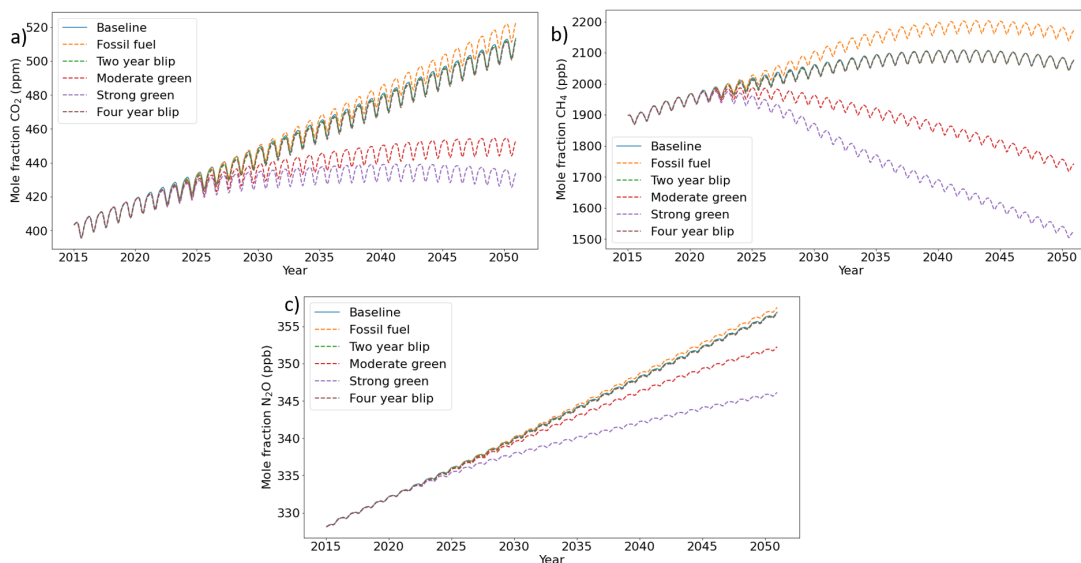 a)
Mole fraction CO₂ (ppm)
520
500
480
460
440
420
400
Baseline
Fossil fuel
Two year blip
Moderate green
Strong green
Four year blip
2015 2020 2025 2030 2035 2040 2045 2050
Year
b)
Mole fraction CH₄ (ppb)
2200
2100
2000
1900
1800
1700
1600
1500
Baseline
Fossil fuel
Two year blip
Moderate green
Strong green
Four year blip
2015 2020 2025 2030 2035 2040 2045 2050
Year
c)
Mole fraction N₂O (ppb)
355
350
345
340
335
330
Baseline
Fossil fuel
Two year blip
Moderate green
Strong green
Four year blip
2015 2020 2025 2030 2035 2040 2045 2050
Year